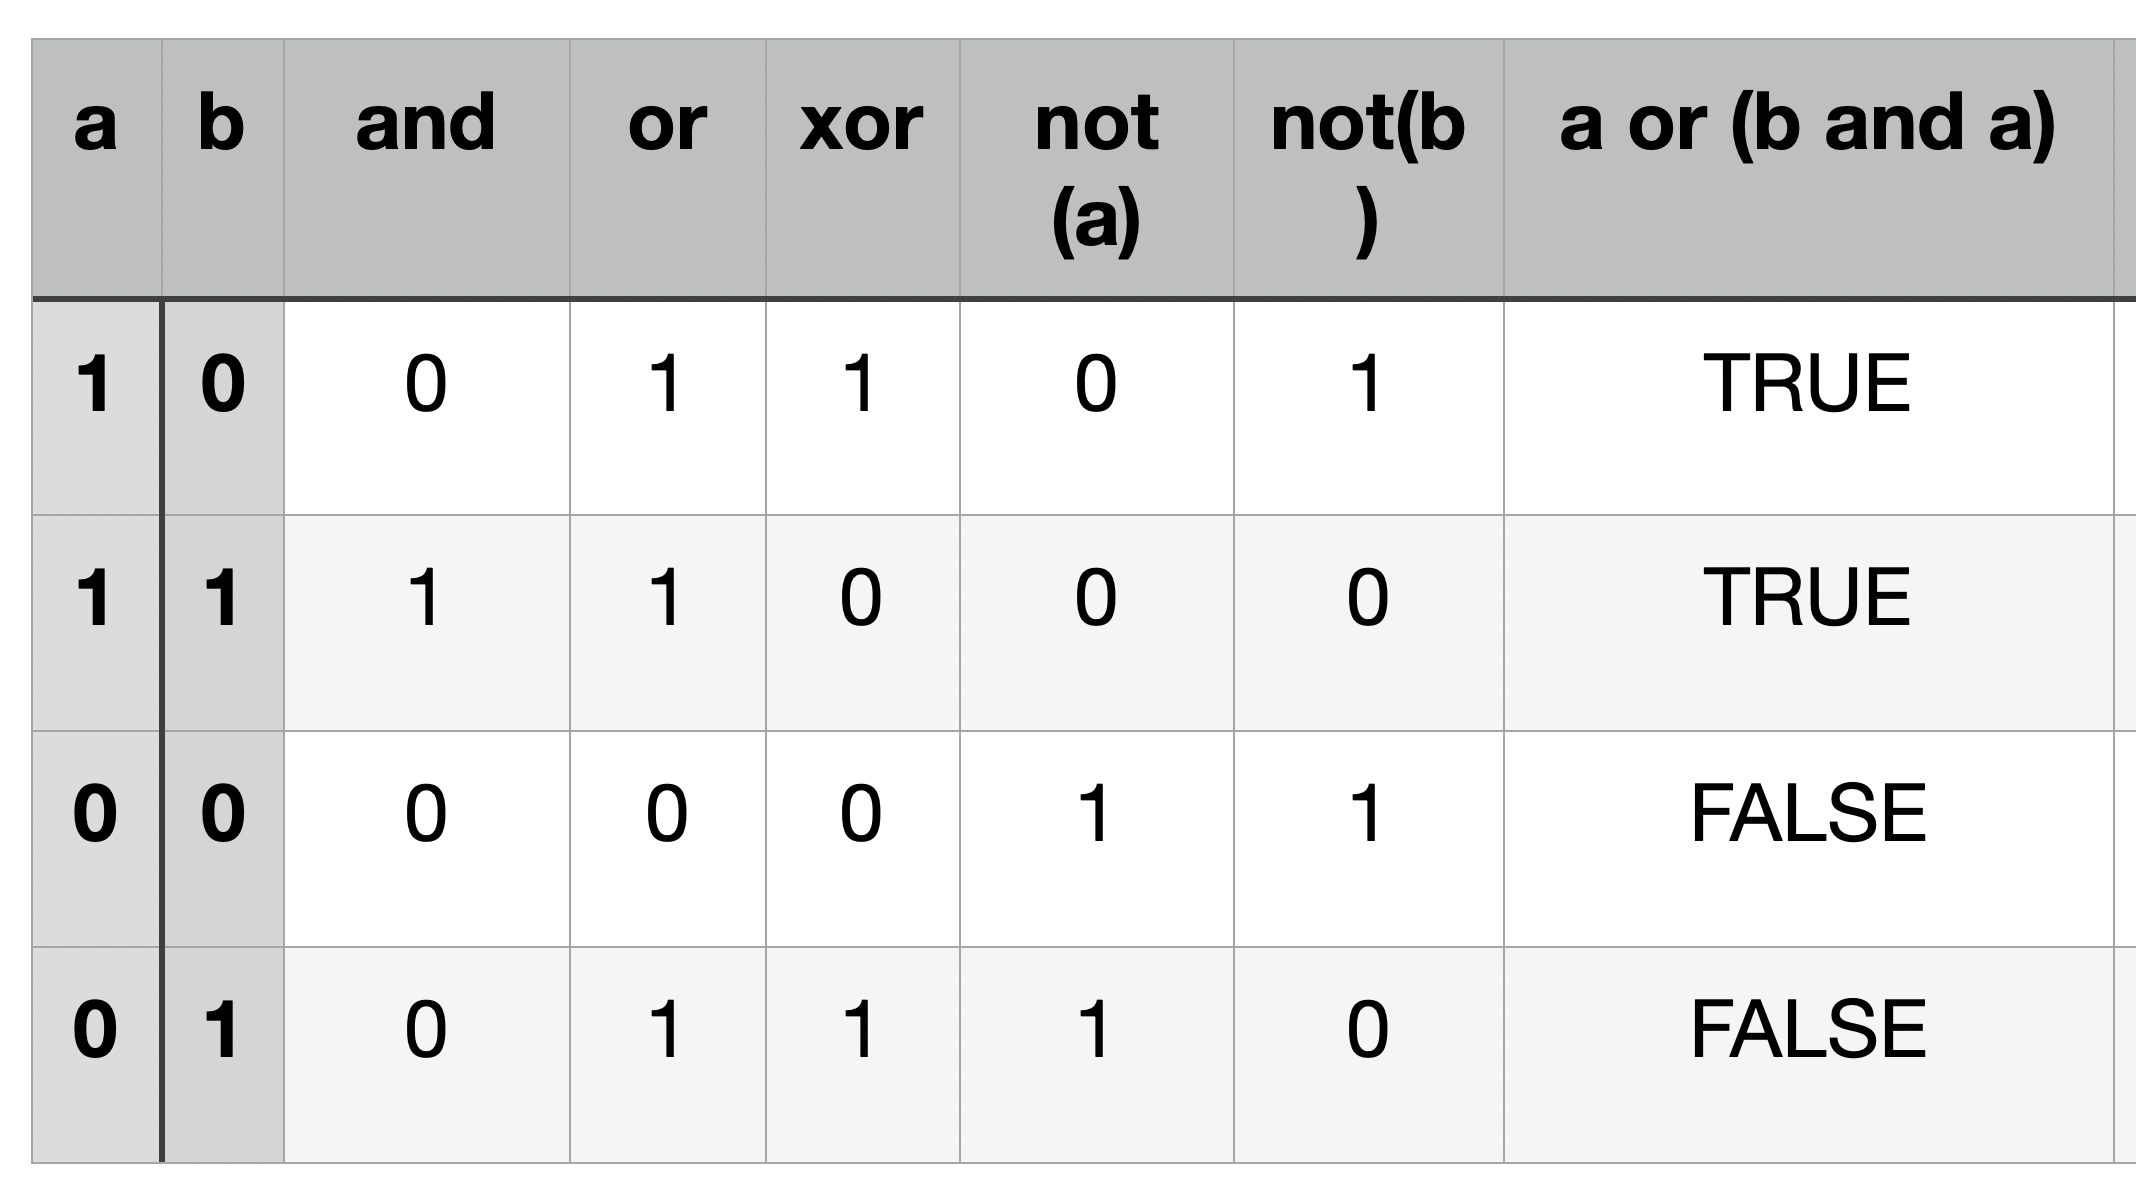 a b and or xor not not(b a or (b and a)
(a) )
1 0 0 1 1 0 1 TRUE
1 1 1 1 0 0 0 TRUE
0 0 0 0 0 1 1 FALSE
0 1 0 1 1 1 0 FALSE